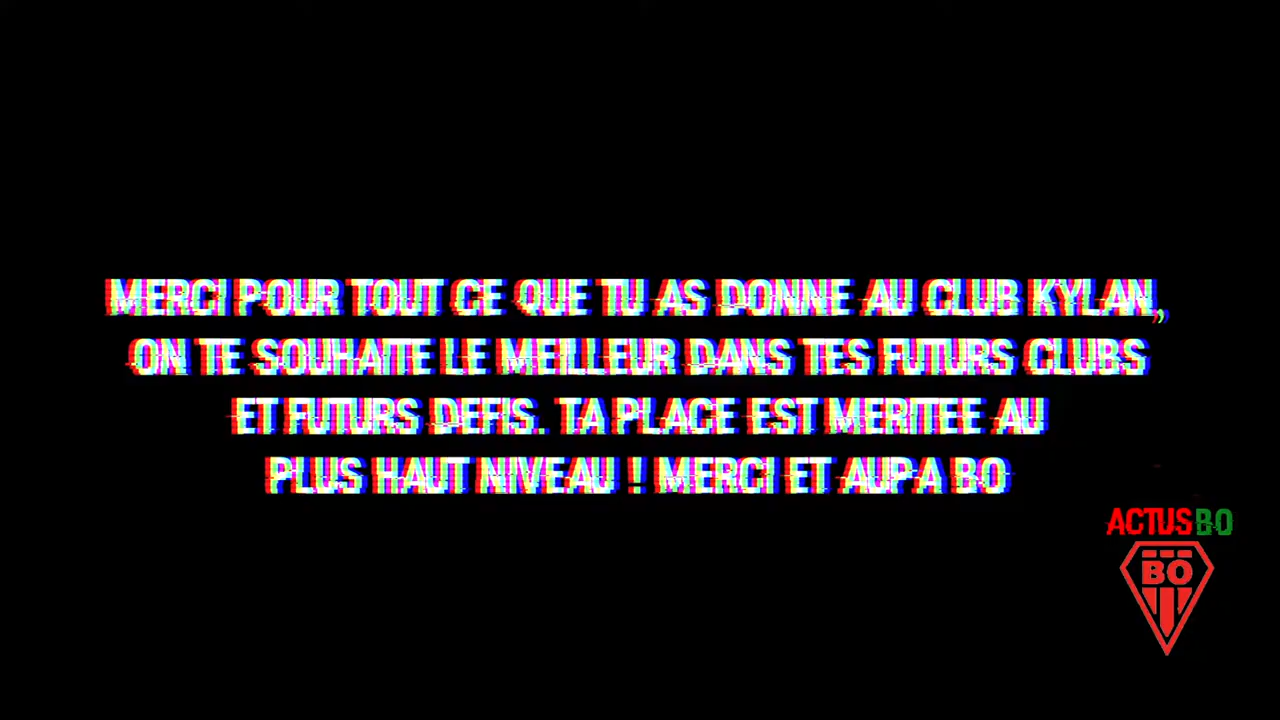 MERCI POUR TOUT CE QUE TU AS DONNE AU CLUB KYLAN,
ON TE SOUHAITE LE MEILLEUR DANS TES FUTURS CLUBS
ET FUTURS DEFIS. TA PLACE EST MERITEE AU
PLUS HAUT NIVEAU ! MERCI ET AUPA BO
ACTUSBO
BO